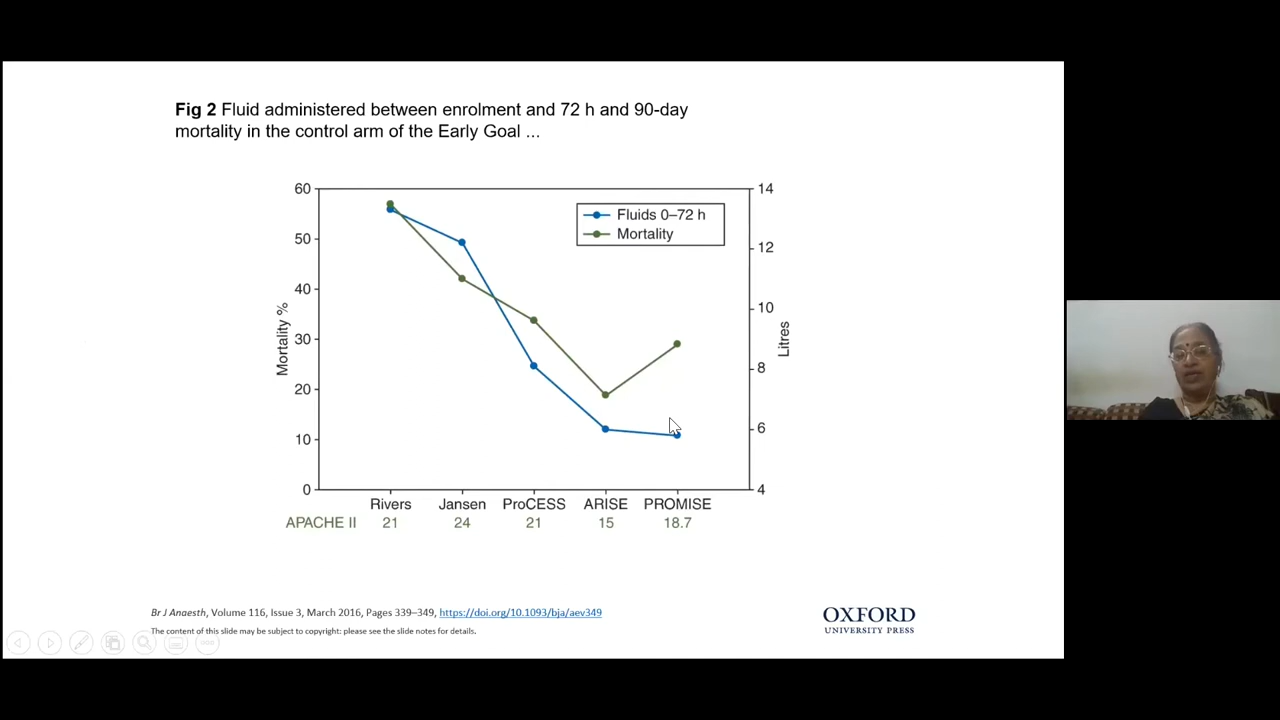 Fig 2 Fluid administered between enrolment and 72 h and 90-day
mortality in the control arm of the Early Goal ...
60
50
40
30
20
10
0
Mortality %
14
12
10
8
6
4
Litres
Fluids 0–72 h
Mortality
Rivers Jansen ProCESS ARISE PROMISE
APACHE II 21 24 21 15 18.7
Br J Anaesth, Volume 116, Issue 3, March 2016, Pages 339–349, https://doi.org/10.1093/bja/aev349
The content of this slide may be subject to copyright: please see the slide notes for details.
OXFORD
UNIVERSITY PRESS